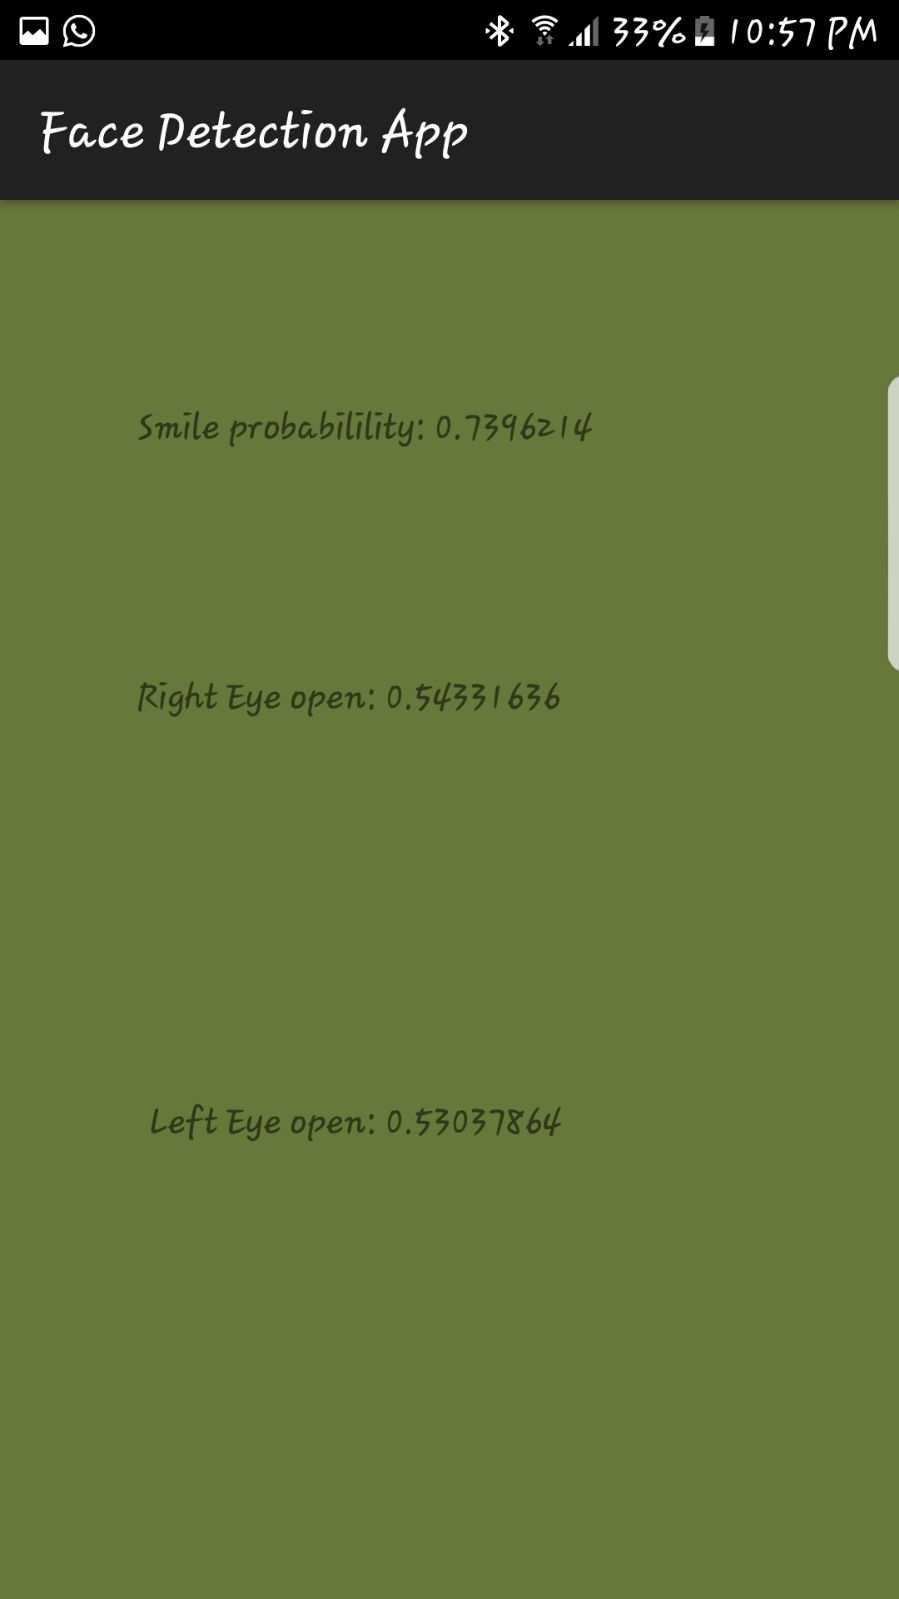 33% 10:57 PM
Face Detection App
Smile probabilility: 0.7396214
Right Eye open: 0.54331636
Left Eye open: 0.53037864